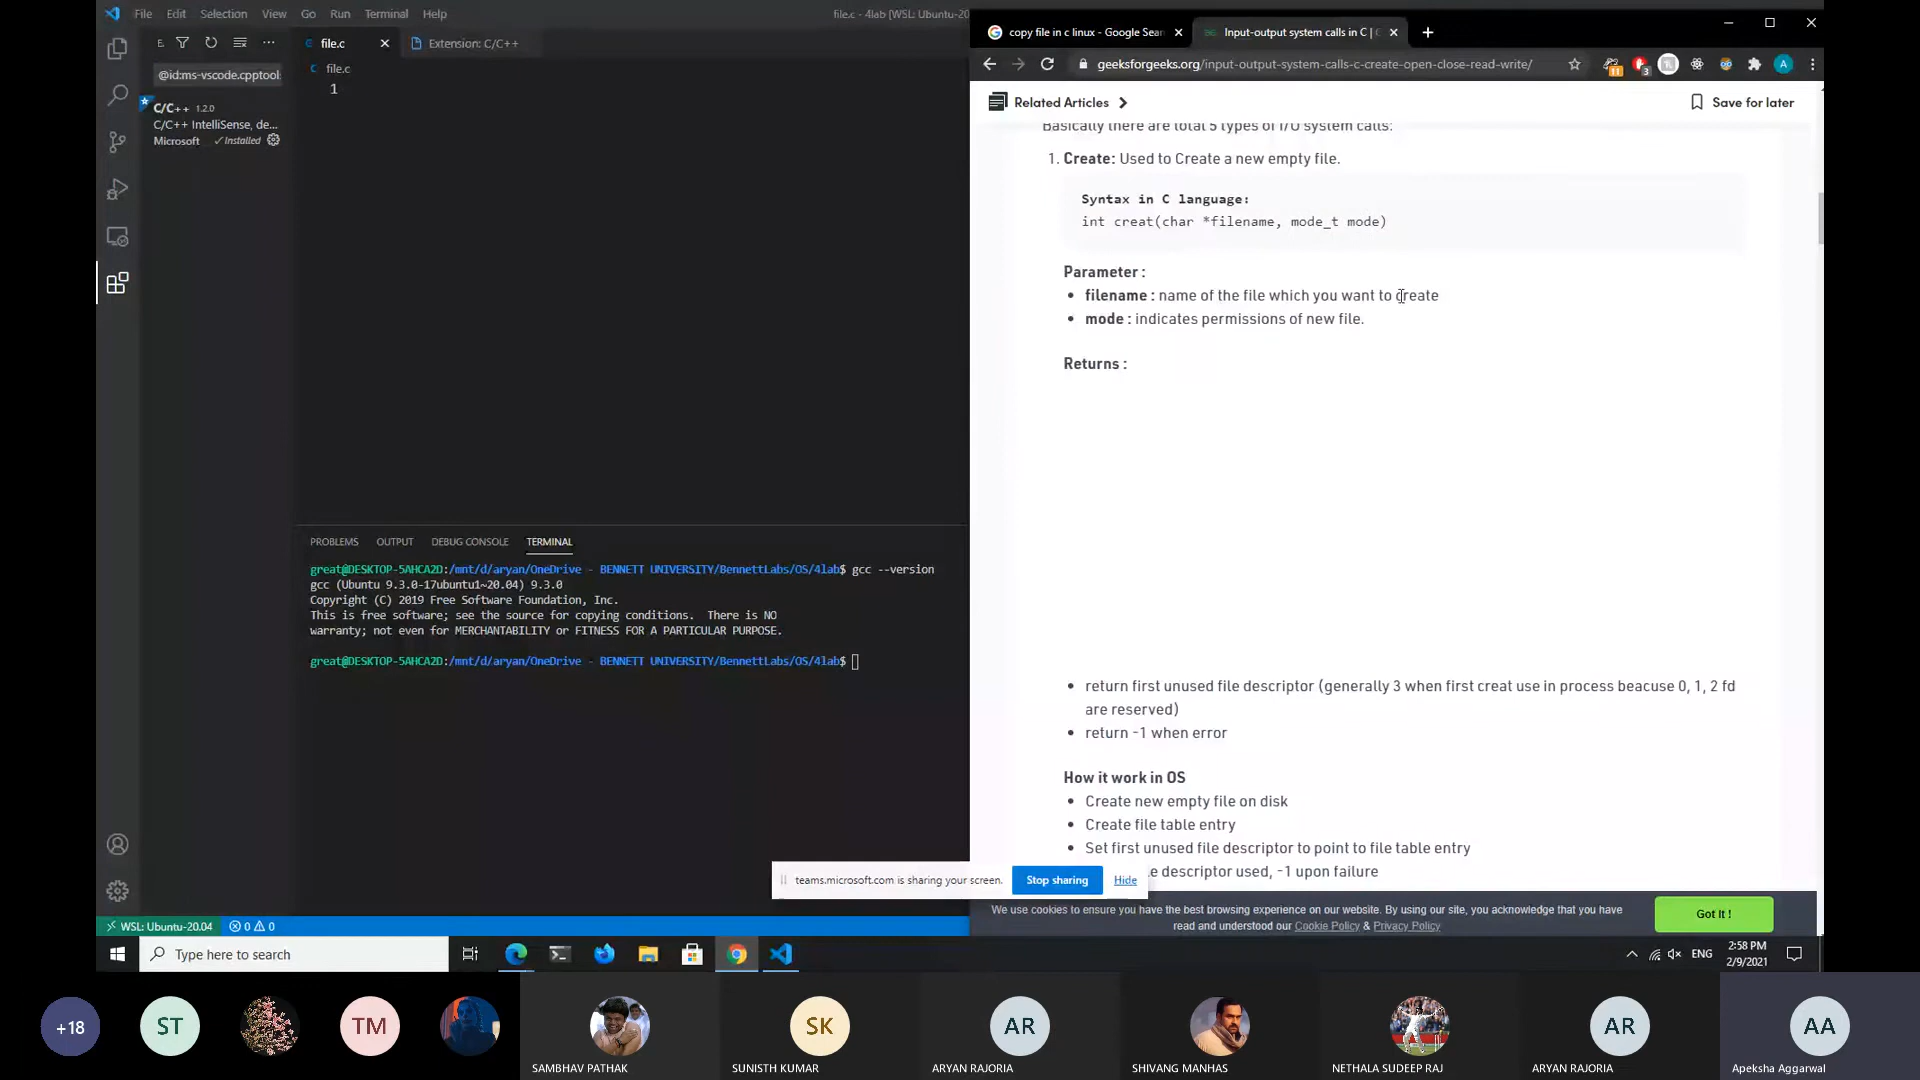 File Edit Selection View Go Run Terminal Help
file.c - 4lab [WSL: Ubuntu-20
E
file.c
Extension: C/C++
@id:ms-vscode.cpptool
C/C++ 1.2.0
C/C++ IntelliSense, de...
Microsoft ✓ Installed
file.c
1
PROBLEMS OUTPUT DEBUG CONSOLE TERMINAL
great@DESKTOP-5AHCA2D:/mnt/d/aryan/OneDrive - BENNETT UNIVERSITY/BennettLabs/OS/4lab$ gcc --version
gcc (Ubuntu 9.3.0-17ubuntu1~20.04) 9.3.0
Copyright (C) 2019 Free Software Foundation, Inc.
This is free software; see the source for copying conditions. There is NO
warranty; not even for MERCHANTABILITY or FITNESS FOR A PARTICULAR PURPOSE.
great@DESKTOP-5AHCA2D:/mnt/d/aryan/OneDrive - BENNETT UNIVERSITY/BennettLabs/OS/4lab$
WSL: Ubuntu-20.04 0 0
copy file in c linux - Google Sear
Input-output system calls in C |
geeksforgeeks.org/input-output-system-calls-c-create-open-close-read-write/
11
3
A
Related Articles
Save for later
Basically there are total 5 types of I/O system calls:
1. Create: Used to Create a new empty file.
Syntax in C language:
int creat(char *filename, mode_t mode)
Parameter :
• filename : name of the file which you want to create
• mode : indicates permissions of new file.
Returns :
• return first unused file descriptor (generally 3 when first creat use in process beacuse 0, 1, 2 fd
are reserved)
• return -1 when error
How it work in OS
• Create new empty file on disk
• Create file table entry
• Set first unused file descriptor to point to file table entry
descriptor used, -1 upon failure
teams.microsoft.com is sharing your screen. Stop sharing Hide
We use cookies to ensure you have the best browsing experience on our website. By using our site, you acknowledge that you have
read and understood our Cookie Policy & Privacy Policy
Got It !
Type here to search
ENG
2:58 PM
2/9/2021
+18
ST
TM
SAMBHAV PATHAK
SK
SUNISTH KUMAR
AR
ARYAN RAJORIA
SHIVANG MANHAS
NETHALA SUDEEP RAJ
AR
ARYAN RAJORIA
AA
Apeksha Aggarwal